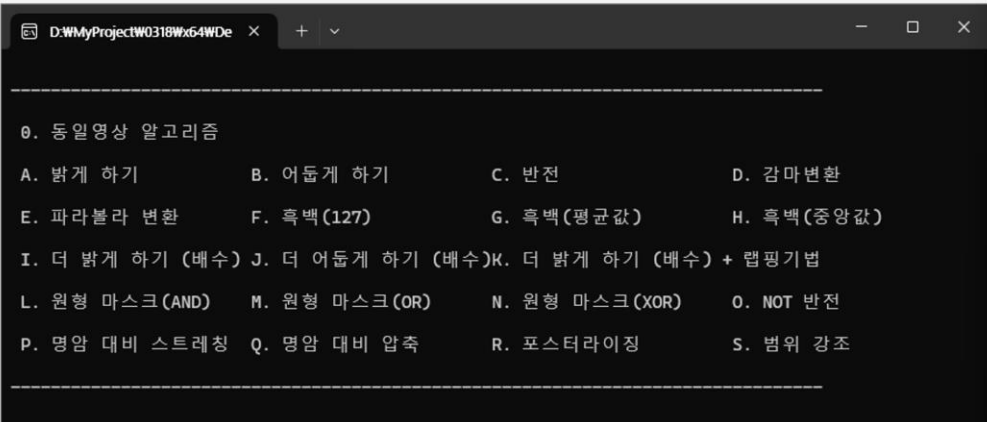 D:₩MyProject₩0318₩x64₩De
0. 동일영상 알고리즘
A. 밝게 하기 B. 어둡게 하기 C. 반전 D. 감마변환
E. 파라볼라 변환 F. 흑백(127) G. 흑백(평균값) H. 흑백(중앙값)
I. 더 밝게 하기 (배수) J. 더 어둡게 하기 (배수)K. 더 밝게 하기 (배수) + 랩핑기법
L. 원형 마스크(AND) M. 원형 마스크(OR) N. 원형 마스크(XOR) O. NOT 반전
P. 명암 대비 스트레칭 Q. 명암 대비 압축 R. 포스터라이징 S. 범위 강조